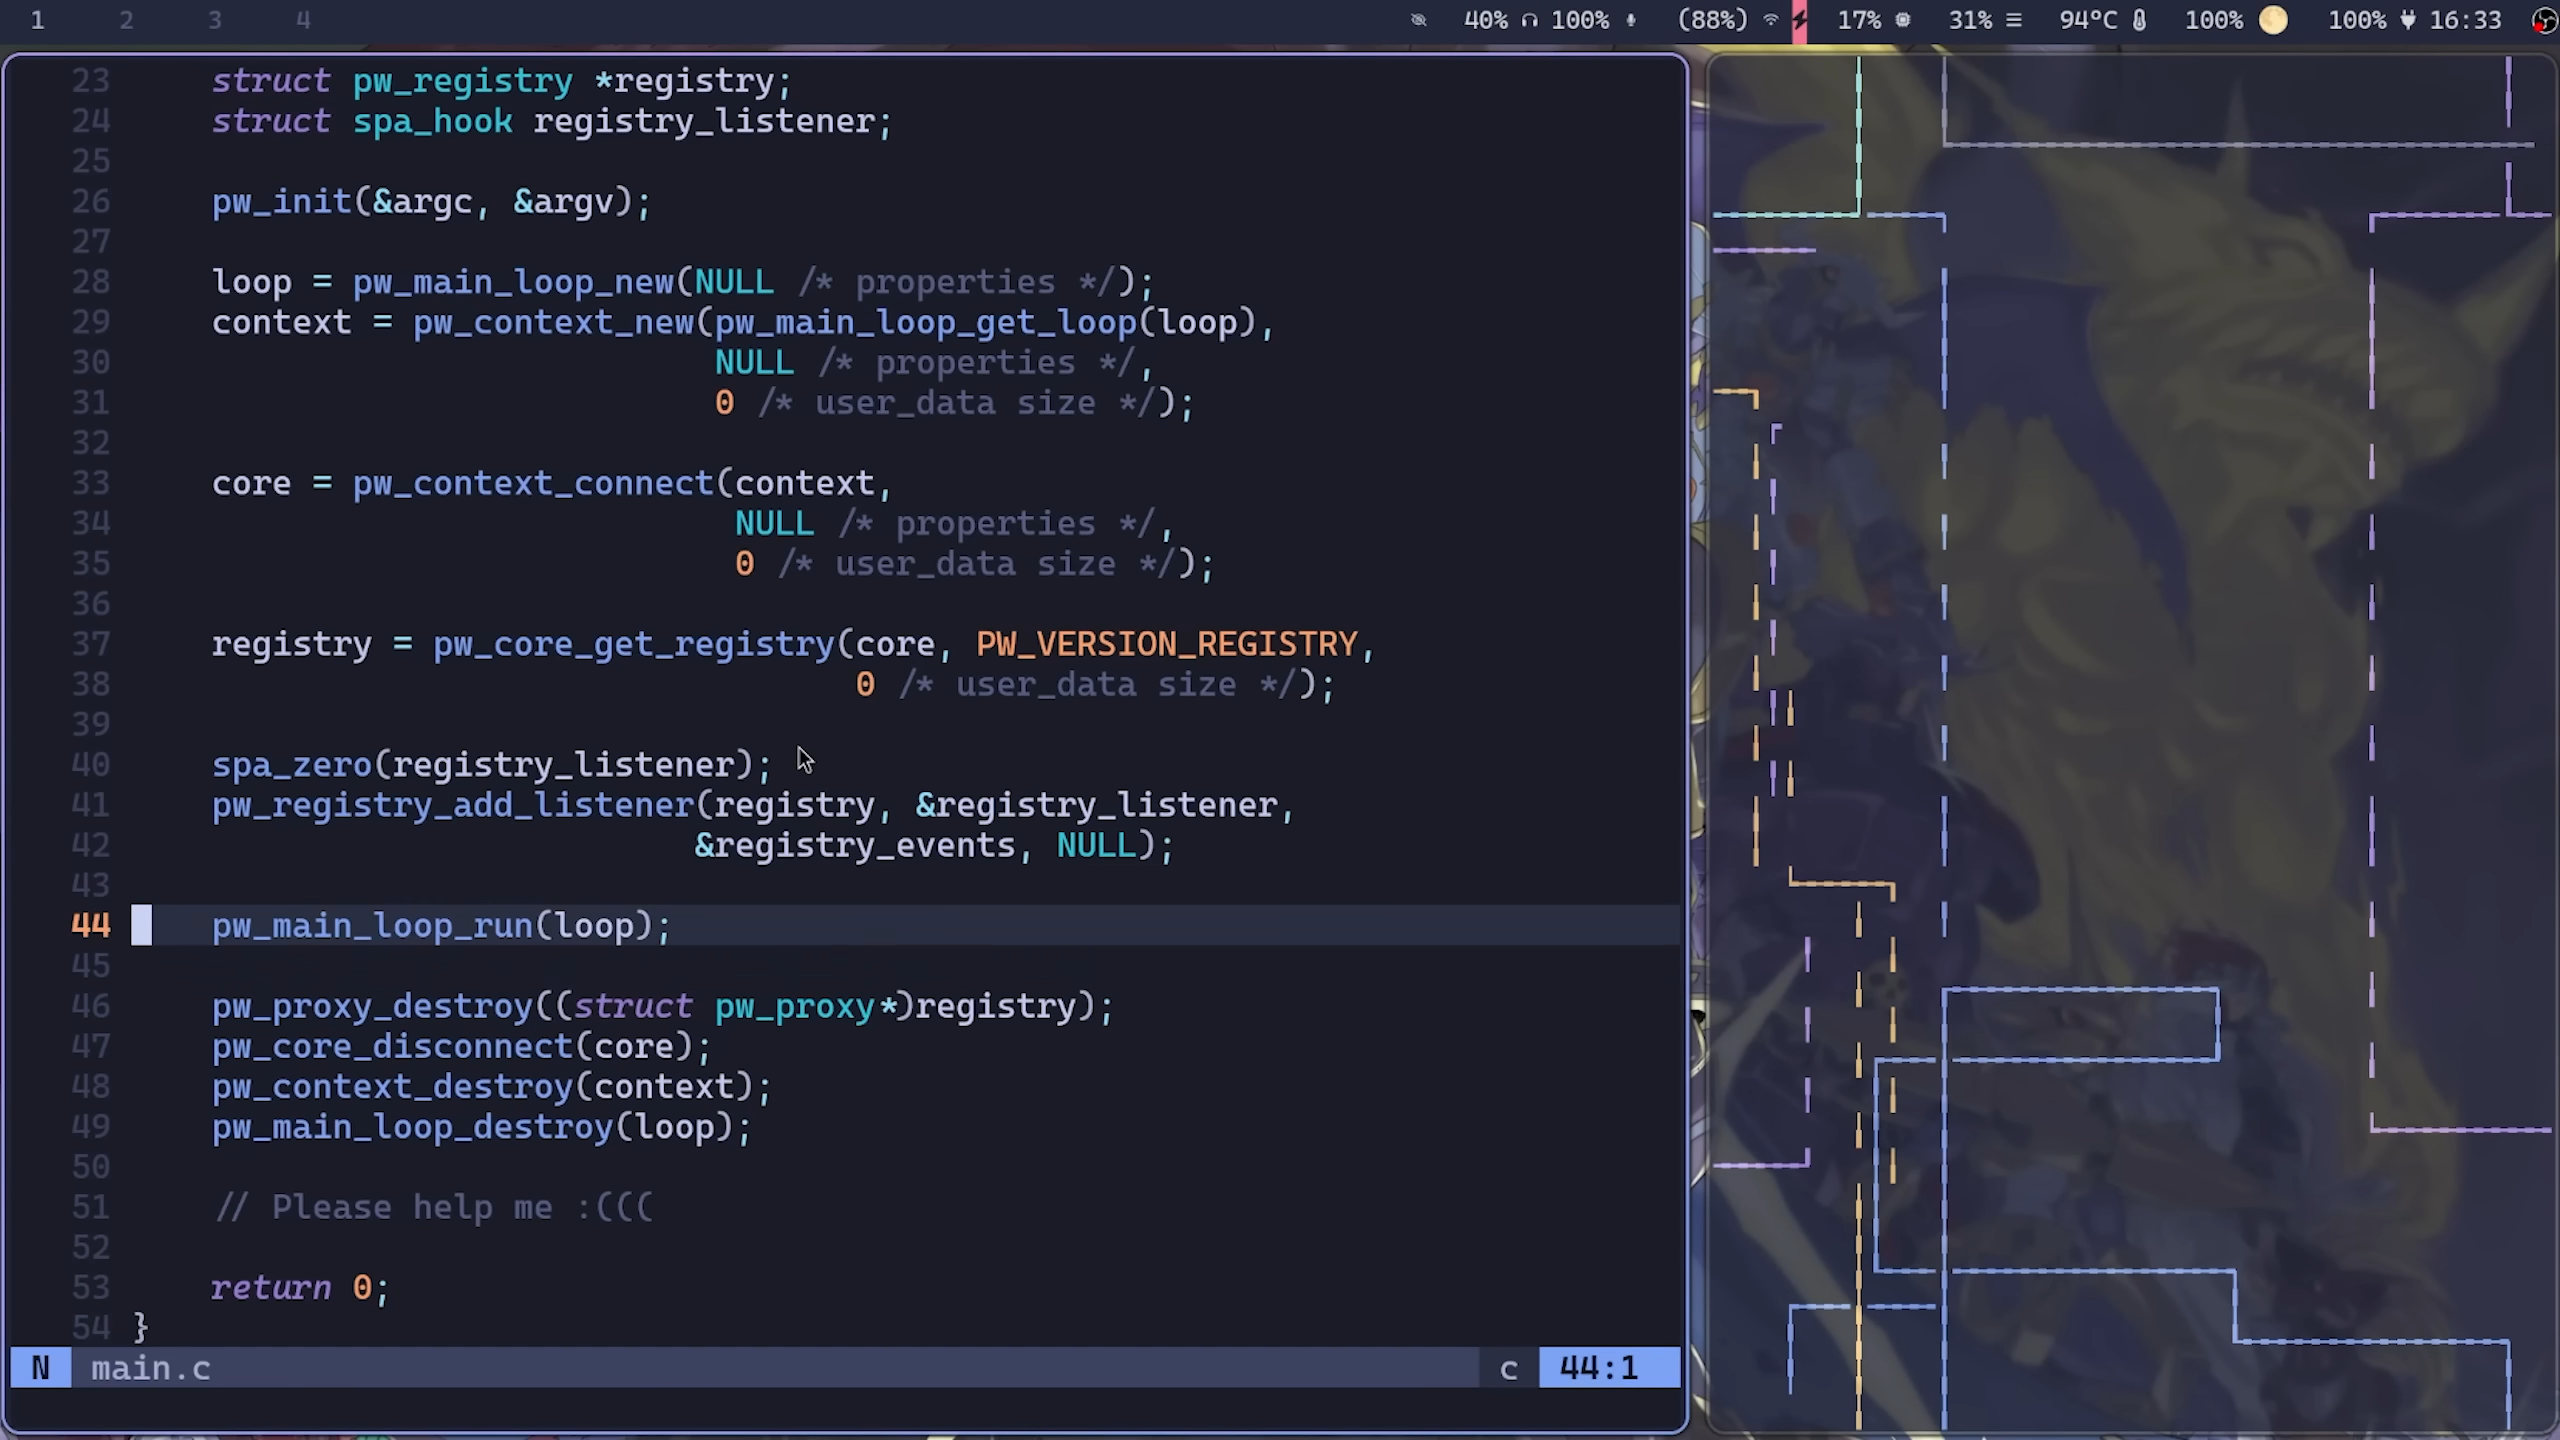 1 2 3 4 40% 100% (88%) 17% 31% 94°C 100% 100% 16:33
23 struct pw_registry *registry;
24 struct spa_hook registry_listener;
25
26 pw_init(&argc, &argv);
27
28 loop = pw_main_loop_new(NULL /* properties */);
29 context = pw_context_new(pw_main_loop_get_loop(loop),
30 NULL /* properties */,
31 0 /* user_data size */);
32
33 core = pw_context_connect(context,
34 NULL /* properties */,
35 0 /* user_data size */);
36
37 registry = pw_core_get_registry(core, PW_VERSION_REGISTRY,
38 0 /* user_data size */);
39
40 spa_zero(registry_listener);
41 pw_registry_add_listener(registry, &registry_listener,
42 &registry_events, NULL);
43
44 pw_main_loop_run(loop);
45
46 pw_proxy_destroy((struct pw_proxy*)registry);
47 pw_core_disconnect(core);
48 pw_context_destroy(context);
49 pw_main_loop_destroy(loop);
50
51 // Please help me :(((
52
53 return 0;
54 }
N main.c c 44:1